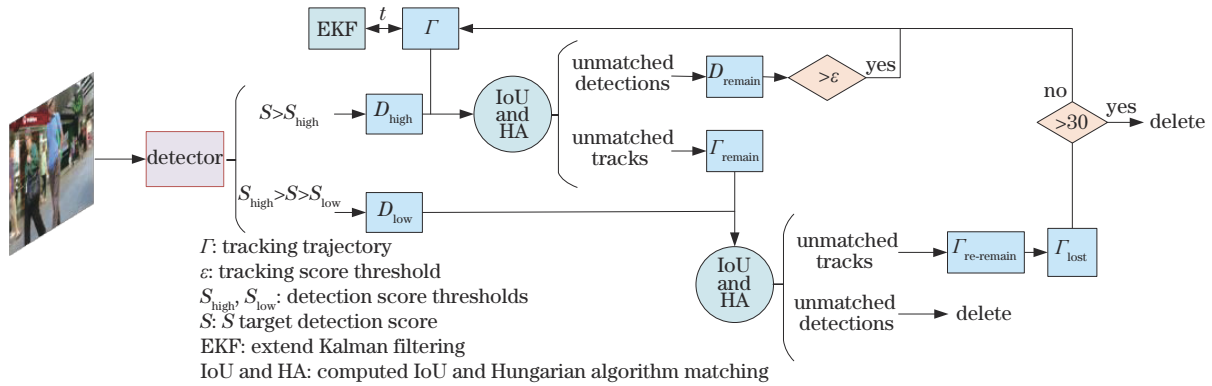 EKF
t
Γ
detector
S>S_high
D_high
IoU
and
HA
unmatched
detections
D_remain
>ε
yes
unmatched
tracks
Γ_remain
no
>30
yes
delete
S_high>S>S_low
D_low
IoU
and
HA
unmatched
tracks
Γ_re-remain
Γ_lost
unmatched
detections
delete
Γ: tracking trajectory
ε: tracking score threshold
S_high, S_low: detection score thresholds
S: S target detection score
EKF: extend Kalman filtering
IoU and HA: computed IoU and Hungarian algorithm matching